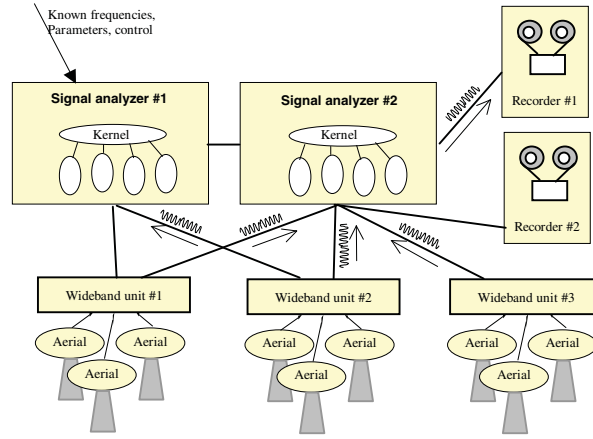 Known frequencies,
Parameters, control
Signal analyzer #1
Signal analyzer #2
Kernel
Kernel
Recorder #1
Recorder #2
Wideband unit #1
Wideband unit #2
Wideband unit #3
Aerial
Aerial
Aerial
Aerial
Aerial
Aerial
Aerial
Aerial
Aerial